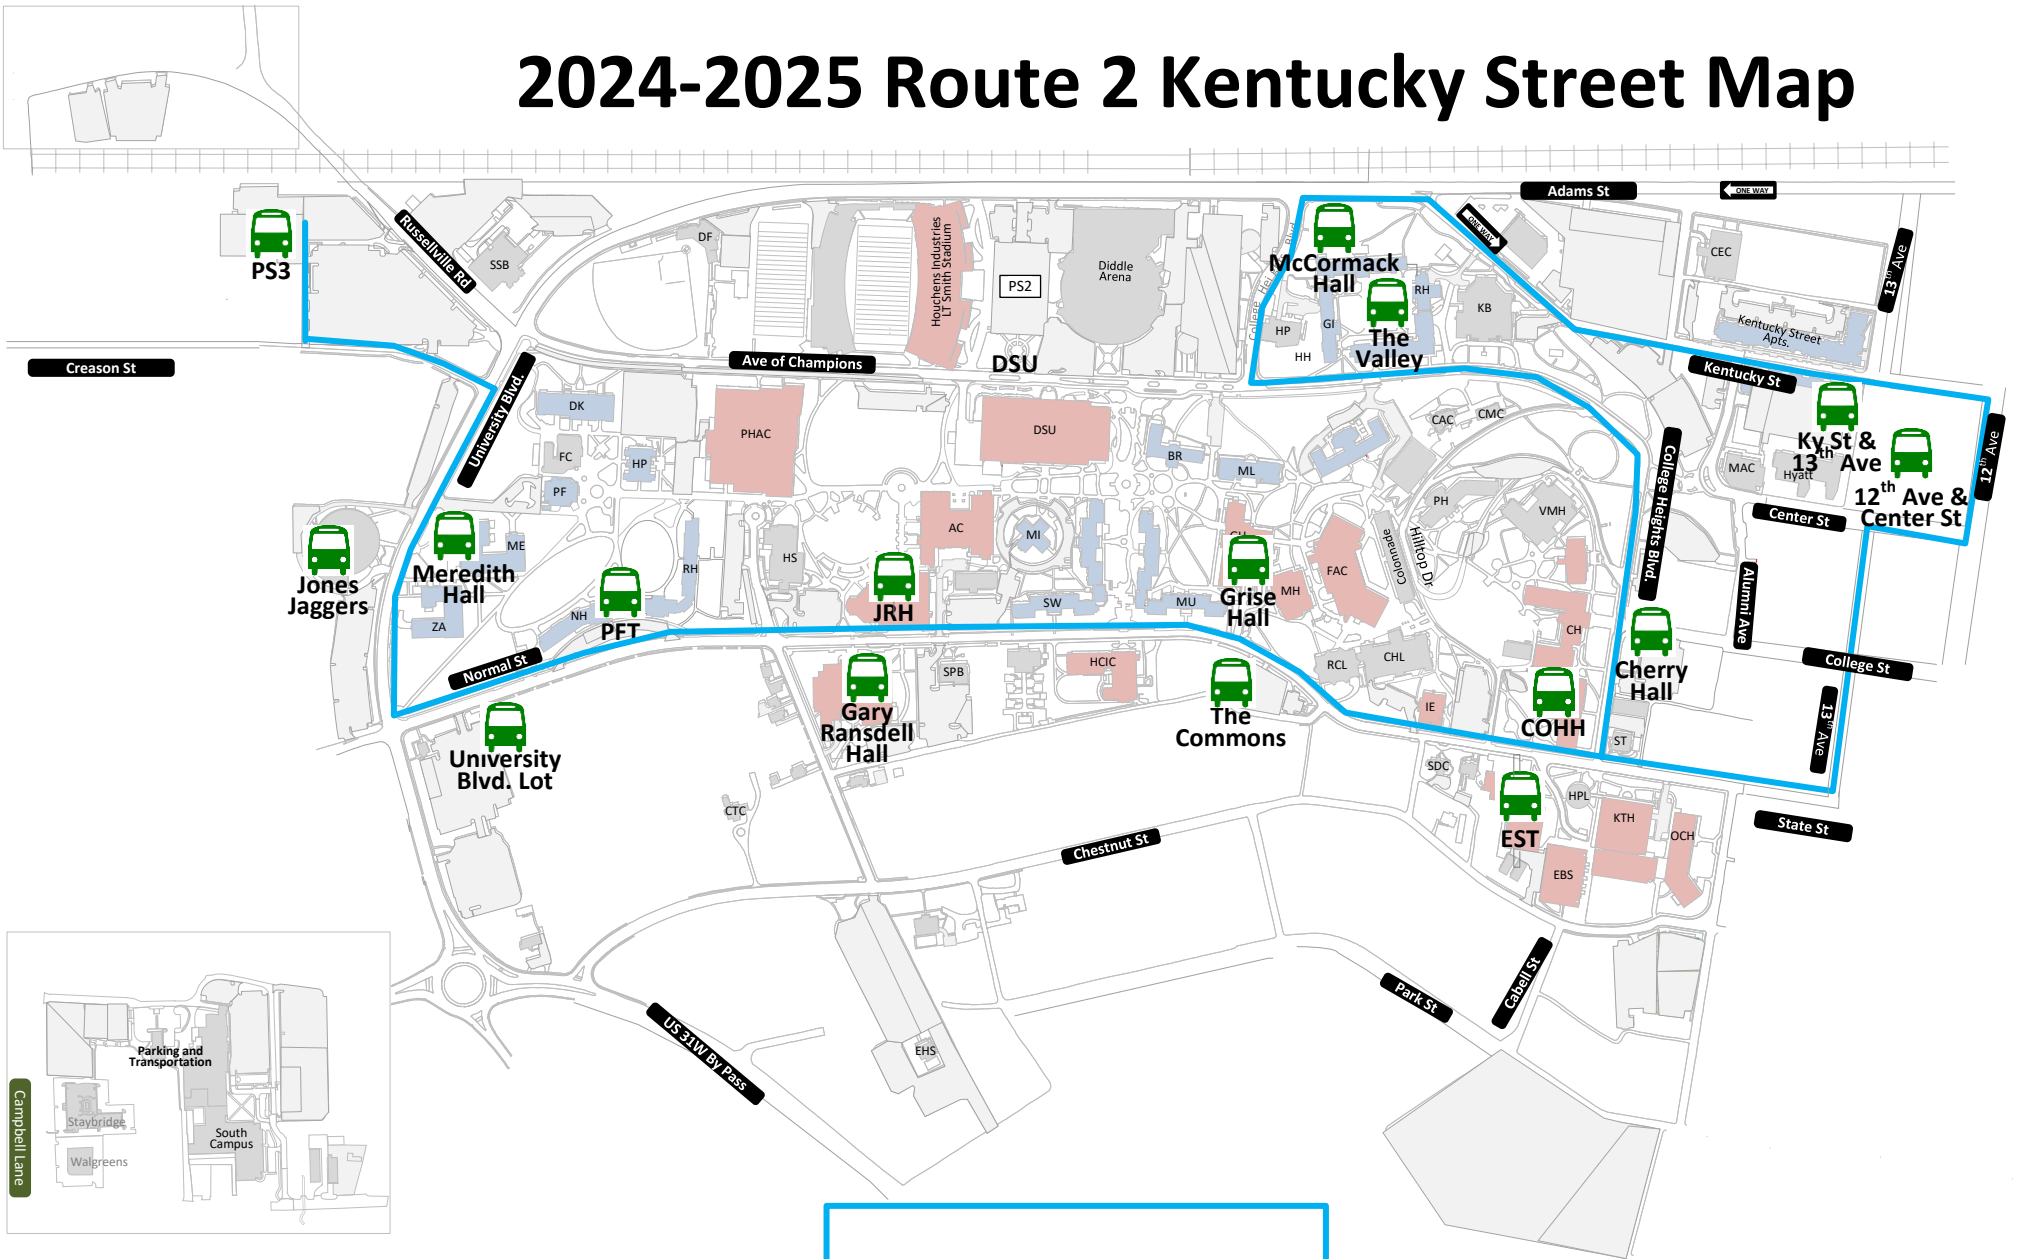 2024-2025 Route 2 Kentucky Street Map
Adams St
ONE WAY
ONE WAY
Russellville Rd
PS3
SSB
DF
Houchens Industries
LT Smith Stadium
PS2
Diddle
Arena
DSU
McCormack
Hall
The
Valley
RH
GI
HP
HH
KB
CEC
13th Ave
Kentucky Street
Apts.
Creason St
Ave of Champions
Kentucky St
University Blvd.
DK
FC
HP
PF
PHAC
DSU
BR
ML
CAC
CMC
PH
VMH
College Heights Blvd.
MAC
Hyatt
Ky St &
13th Ave
12th Ave &
Center St
12th Ave
Center St
Jones
Jaggers
Meredith
Hall
ME
ZA
NH
PFT
RH
HS
AC
MI
JRH
SW
MU
Grise
Hall
MH
FAC
Colonnade
Hilltop Dr
CH
Alumni Ave
Cherry
Hall
College St
Normal St
University
Blvd. Lot
Gary
Ransdell
Hall
SPB
HCIC
The
Commons
RCL
CHL
IE
COHH
ST
13th Ave
CTC
SDC
HPL
EST
KTH
OCH
EBS
State St
Chestnut St
Cabell St
Park St
US 31W By Pass
EHS
Parking and
Transportation
Staybridge
Walgreens
South
Campus
Campbell Lane